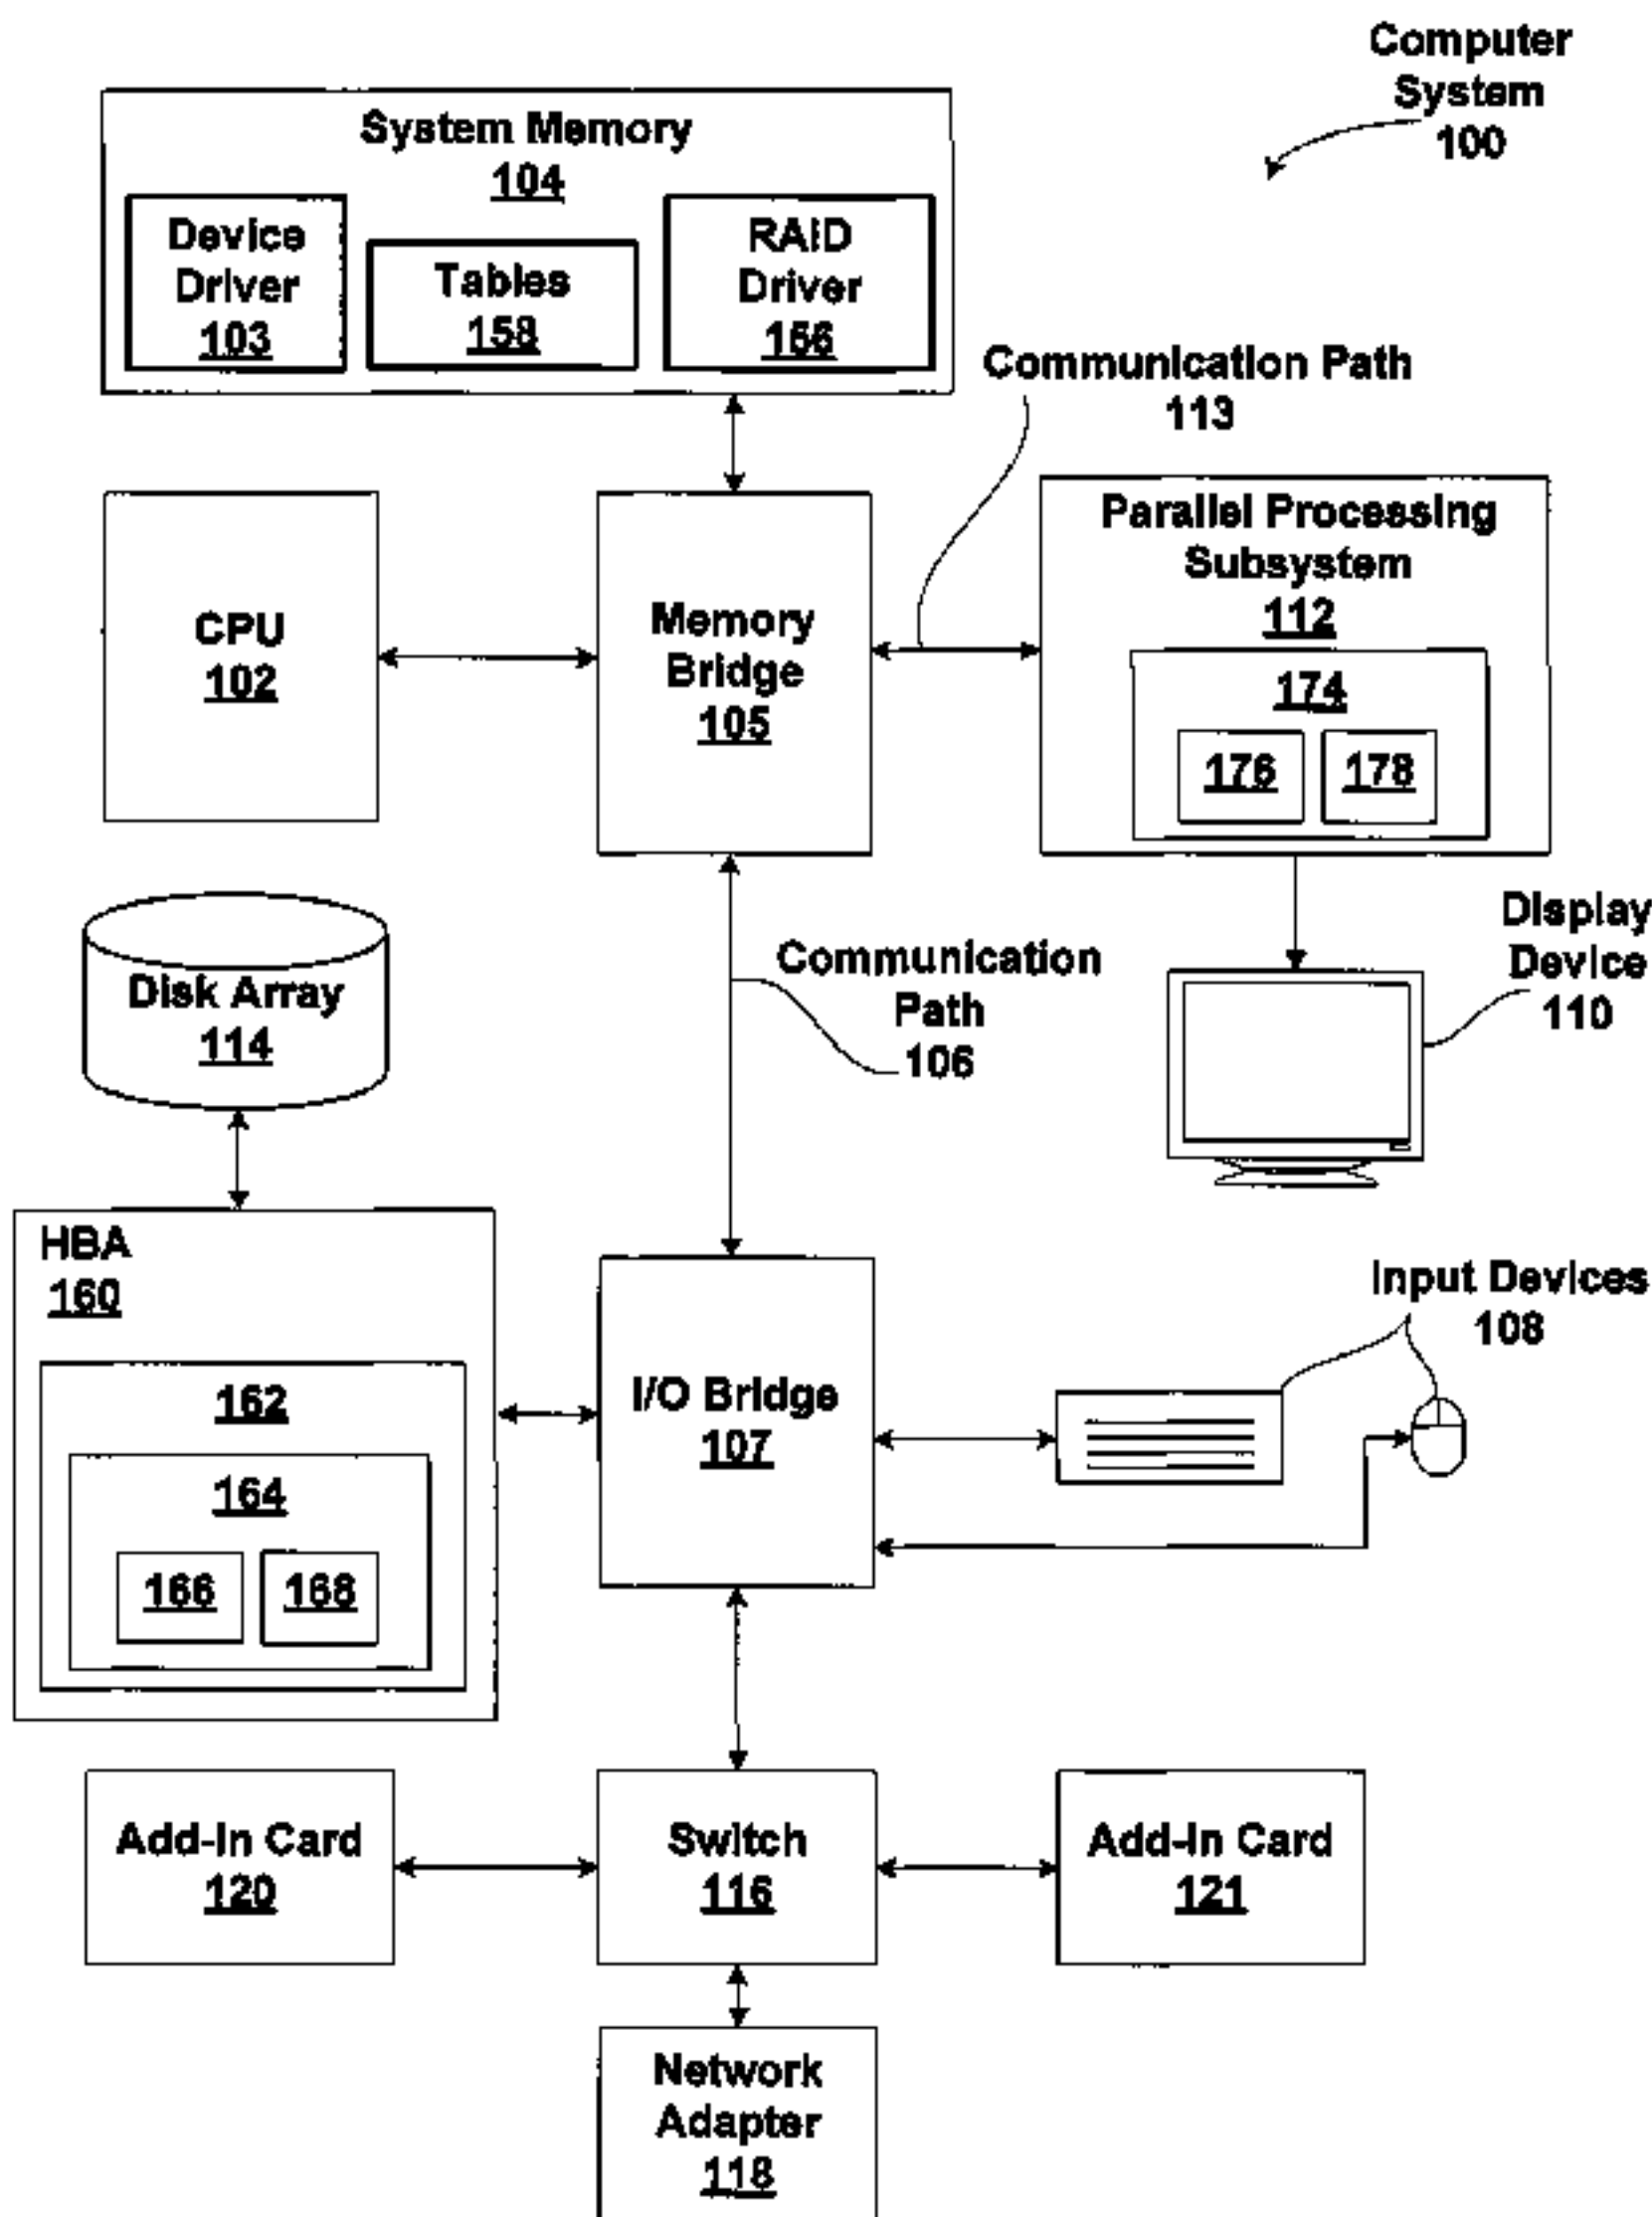 Computer
System
100
System Memory
104
Device
Driver
103
Tables
158
RAID
Driver
156
Communication Path
113
CPU
102
Memory
Bridge
105
Parallel Processing
Subsystem
112
174
176
178
Disk Array
114
Communication
Path
106
Display
Device
110
HBA
160
162
164
166
168
I/O Bridge
107
Input Devices
108
Add-In Card
120
Switch
116
Add-In Card
121
Network
Adapter
118